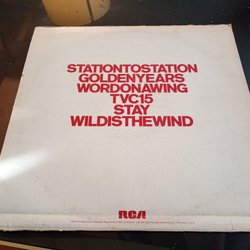 STATIONTOSTATION
GOLDENYEARS
WORDONAWING
TVC15
STAY
WILDISTHEWIND
RCA